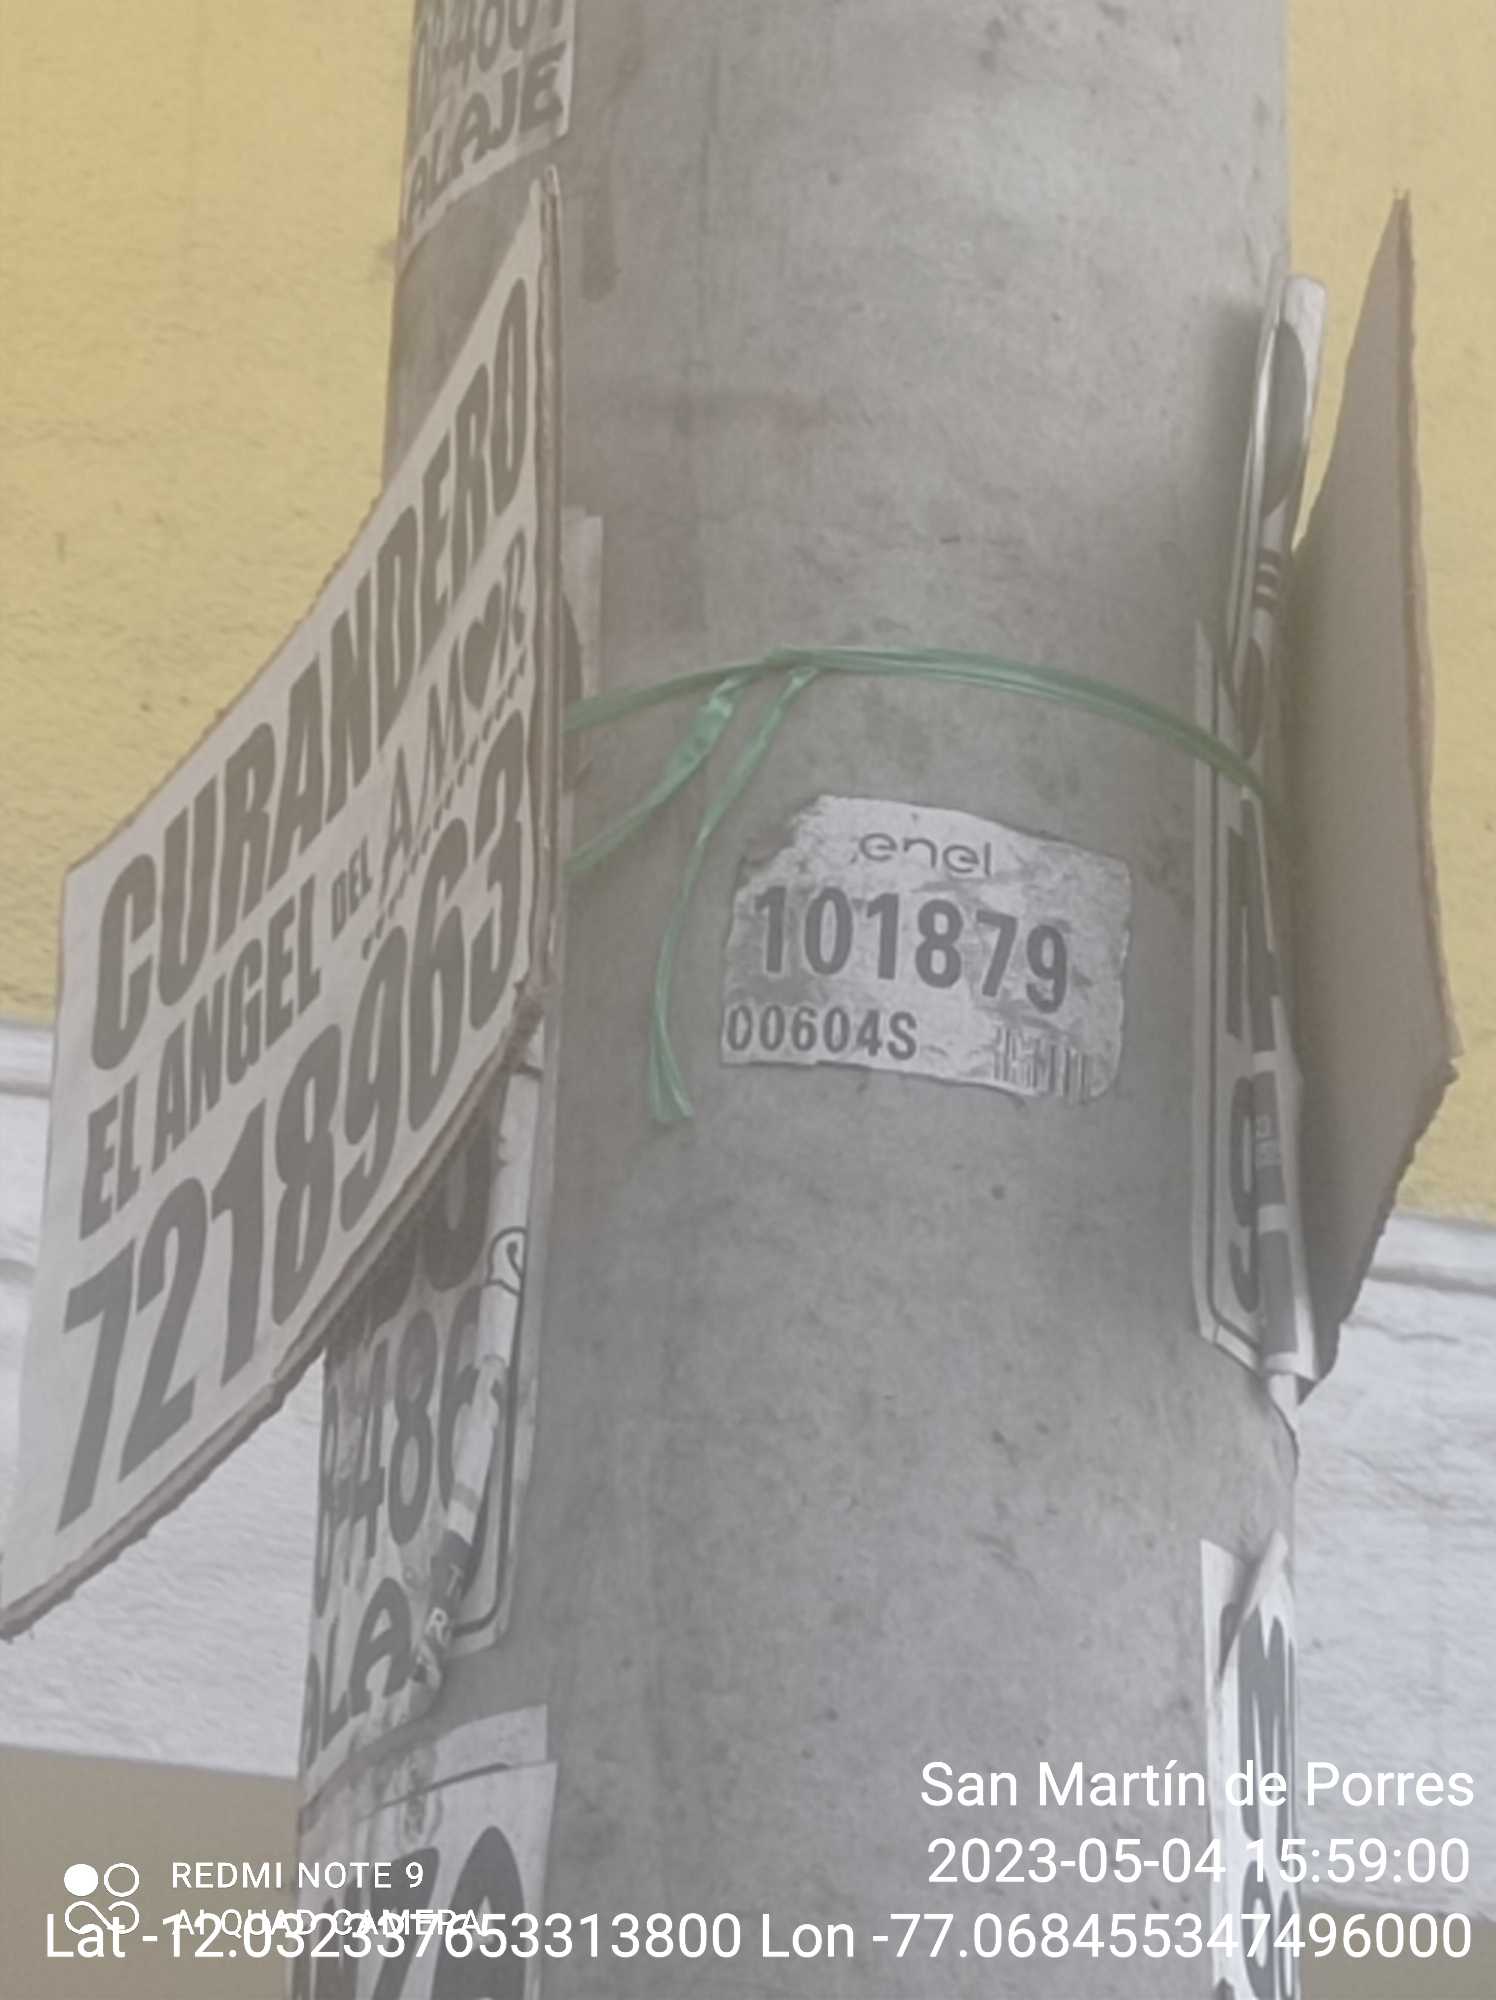 ALAJE
CURANDERO
EL ANGEL DEL AMOR
721896963
enel
101879
00604S
San Martín de Porres
2023-05-04 15:59:00
REDMI NOTE 9
AI QUAD CAMERA
Lat -12.032337653313800 Lon -77.068455347496000